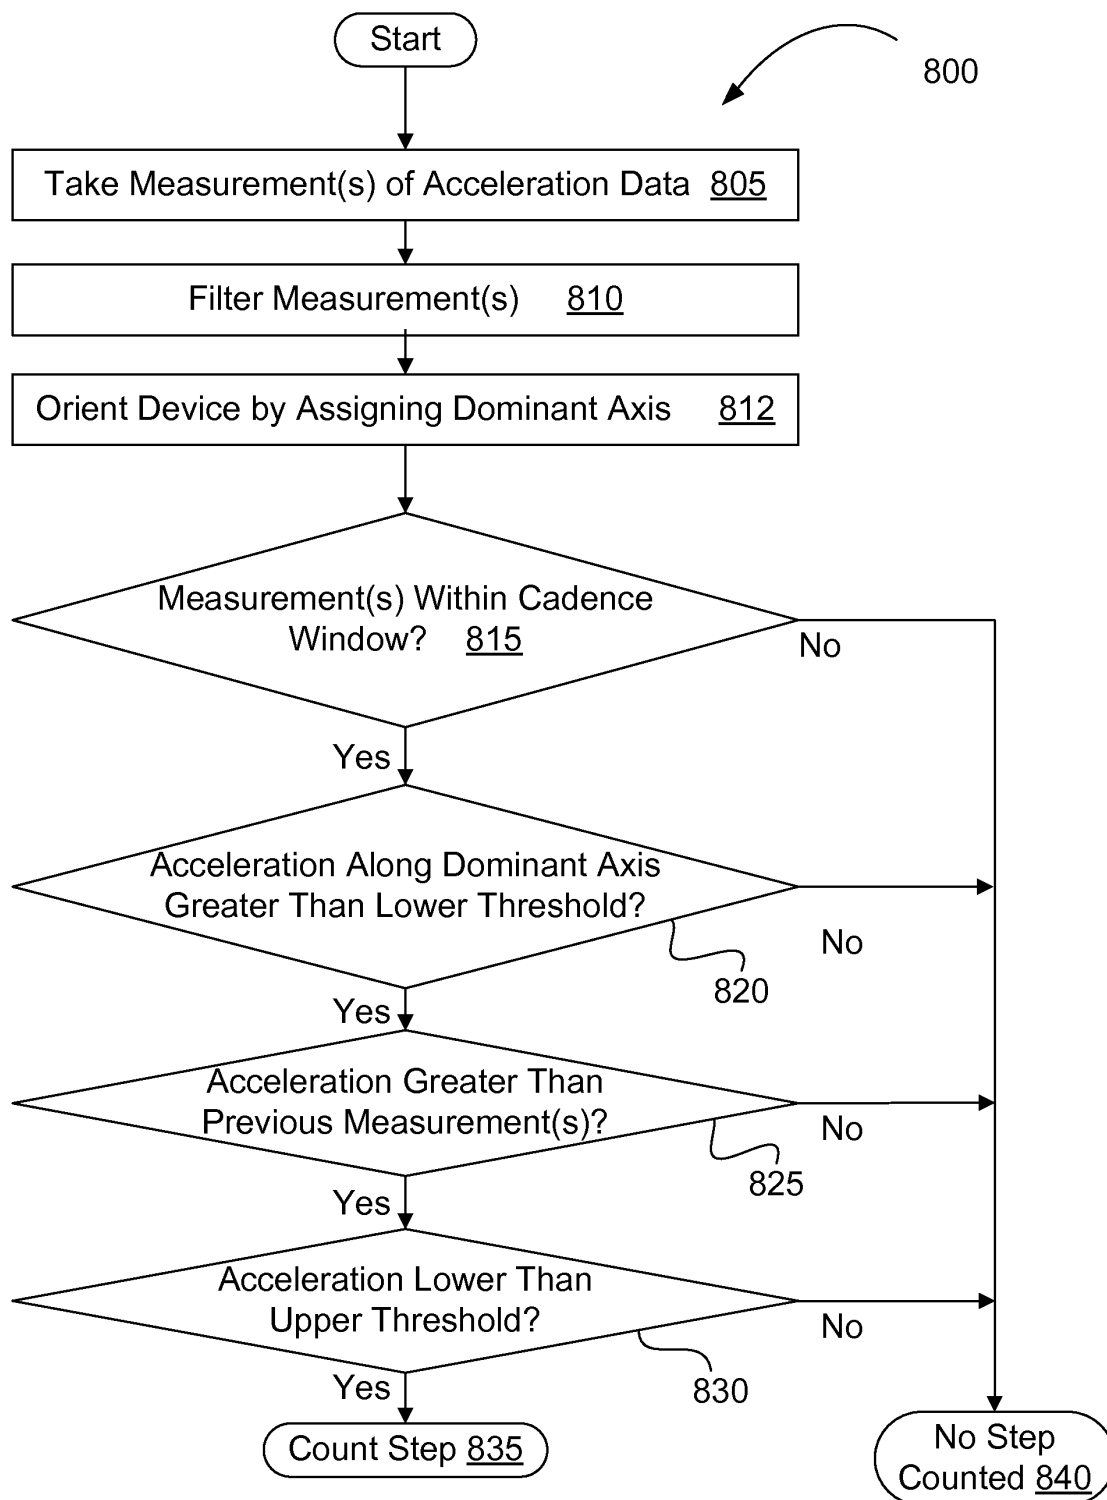 Start
800
Take Measurement(s) of Acceleration Data 805
Filter Measurement(s) 810
Orient Device by Assigning Dominant Axis 812
Measurement(s) Within Cadence
Window? 815
No
Yes
Acceleration Along Dominant Axis
Greater Than Lower Threshold?
No
820
Yes
Acceleration Greater Than
Previous Measurement(s)?
No
825
Yes
Acceleration Lower Than
Upper Threshold?
No
830
Yes
Count Step 835
No Step
Counted 840